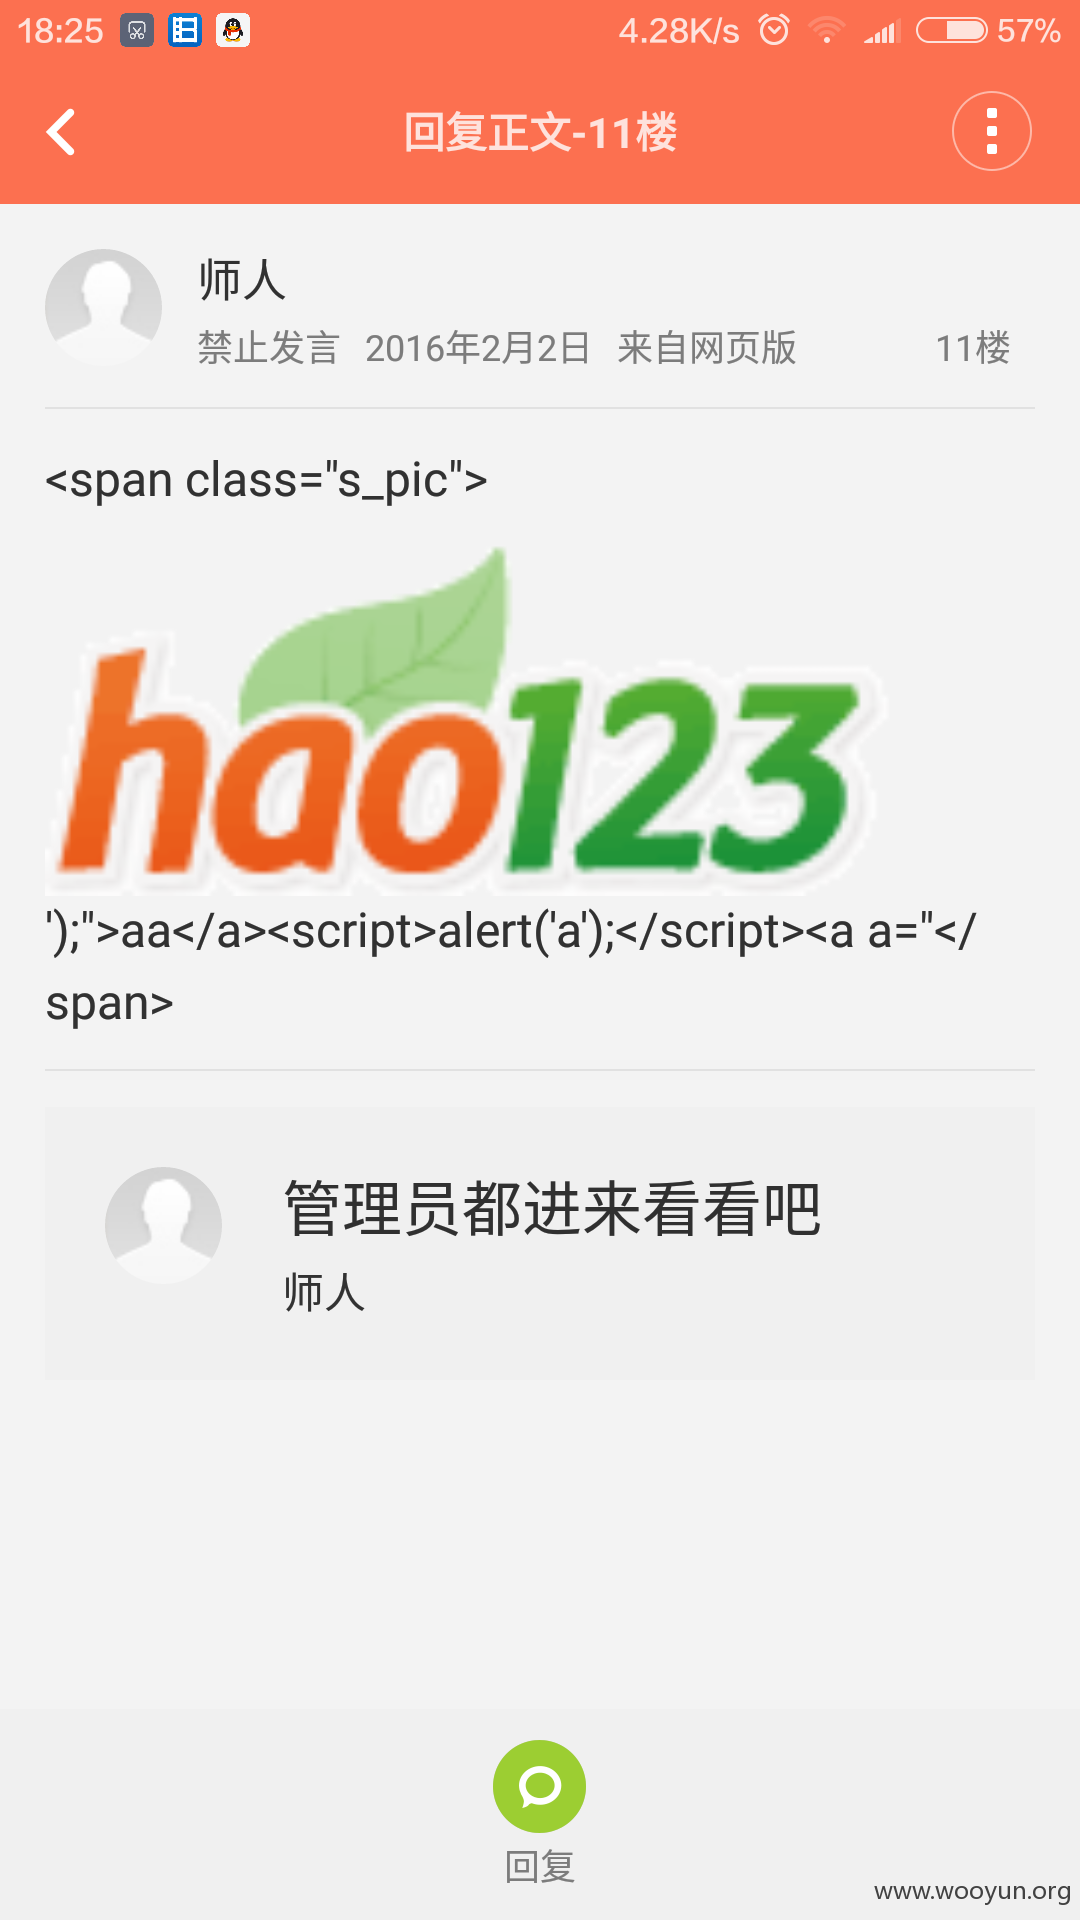 18:25 4.28K/s 57%
回复正文-11楼
师人
禁止发言 2016年2月2日 来自网页版 11楼
<span class="s_pic">
hao123
');">aa</a><script>alert('a');</script><a a="</
span>
管理员都进来看看吧
师人
回复
www.wooyun.org